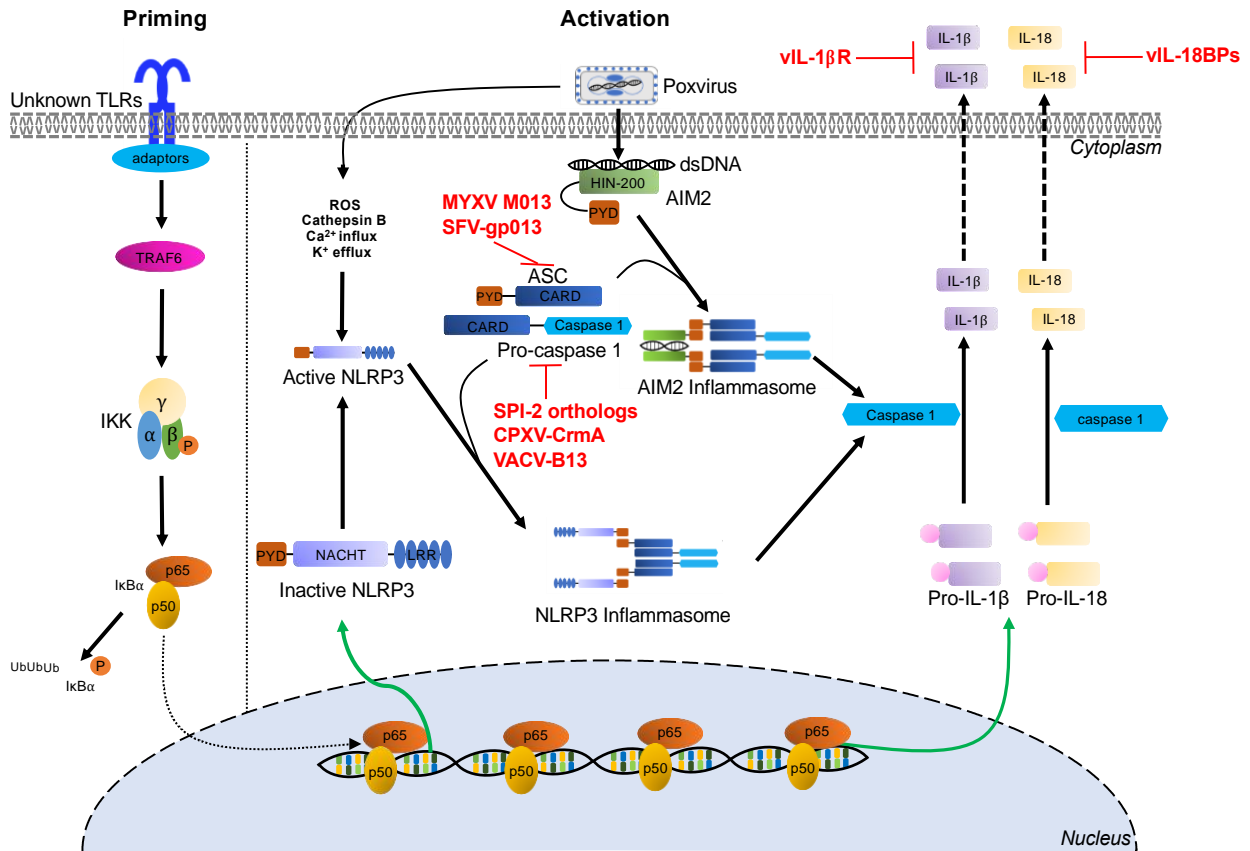 Priming
Activation
Unknown TLRs
adaptors
TRAF6
IKK
γ
α
β
P
p65
IκBα
p50
UbUbUb
P
IκBα
Poxvirus
ROS
Cathepsin B
Ca²⁺ influx
K⁺ efflux
Active NLRP3
PYD
NACHT
LRR
Inactive NLRP3
dsDNA
HIN-200
AIM2
PYD
MYXV M013
SFV-gp013
ASC
PYD
CARD
CARD
Caspase 1
Pro-caspase 1
SPI-2 orthologs
CPXV-CrmA
VACV-B13
AIM2 Inflammasome
NLRP3 Inflammasome
Caspase 1
caspase 1
vIL-1βR
IL-1β
IL-18
vIL-18BPs
IL-1β
IL-18
Cytoplasm
IL-1β
IL-18
IL-1β
IL-18
Pro-IL-1β
Pro-IL-18
p65
p65
p65
p65
p50
p50
p50
p50
Nucleus